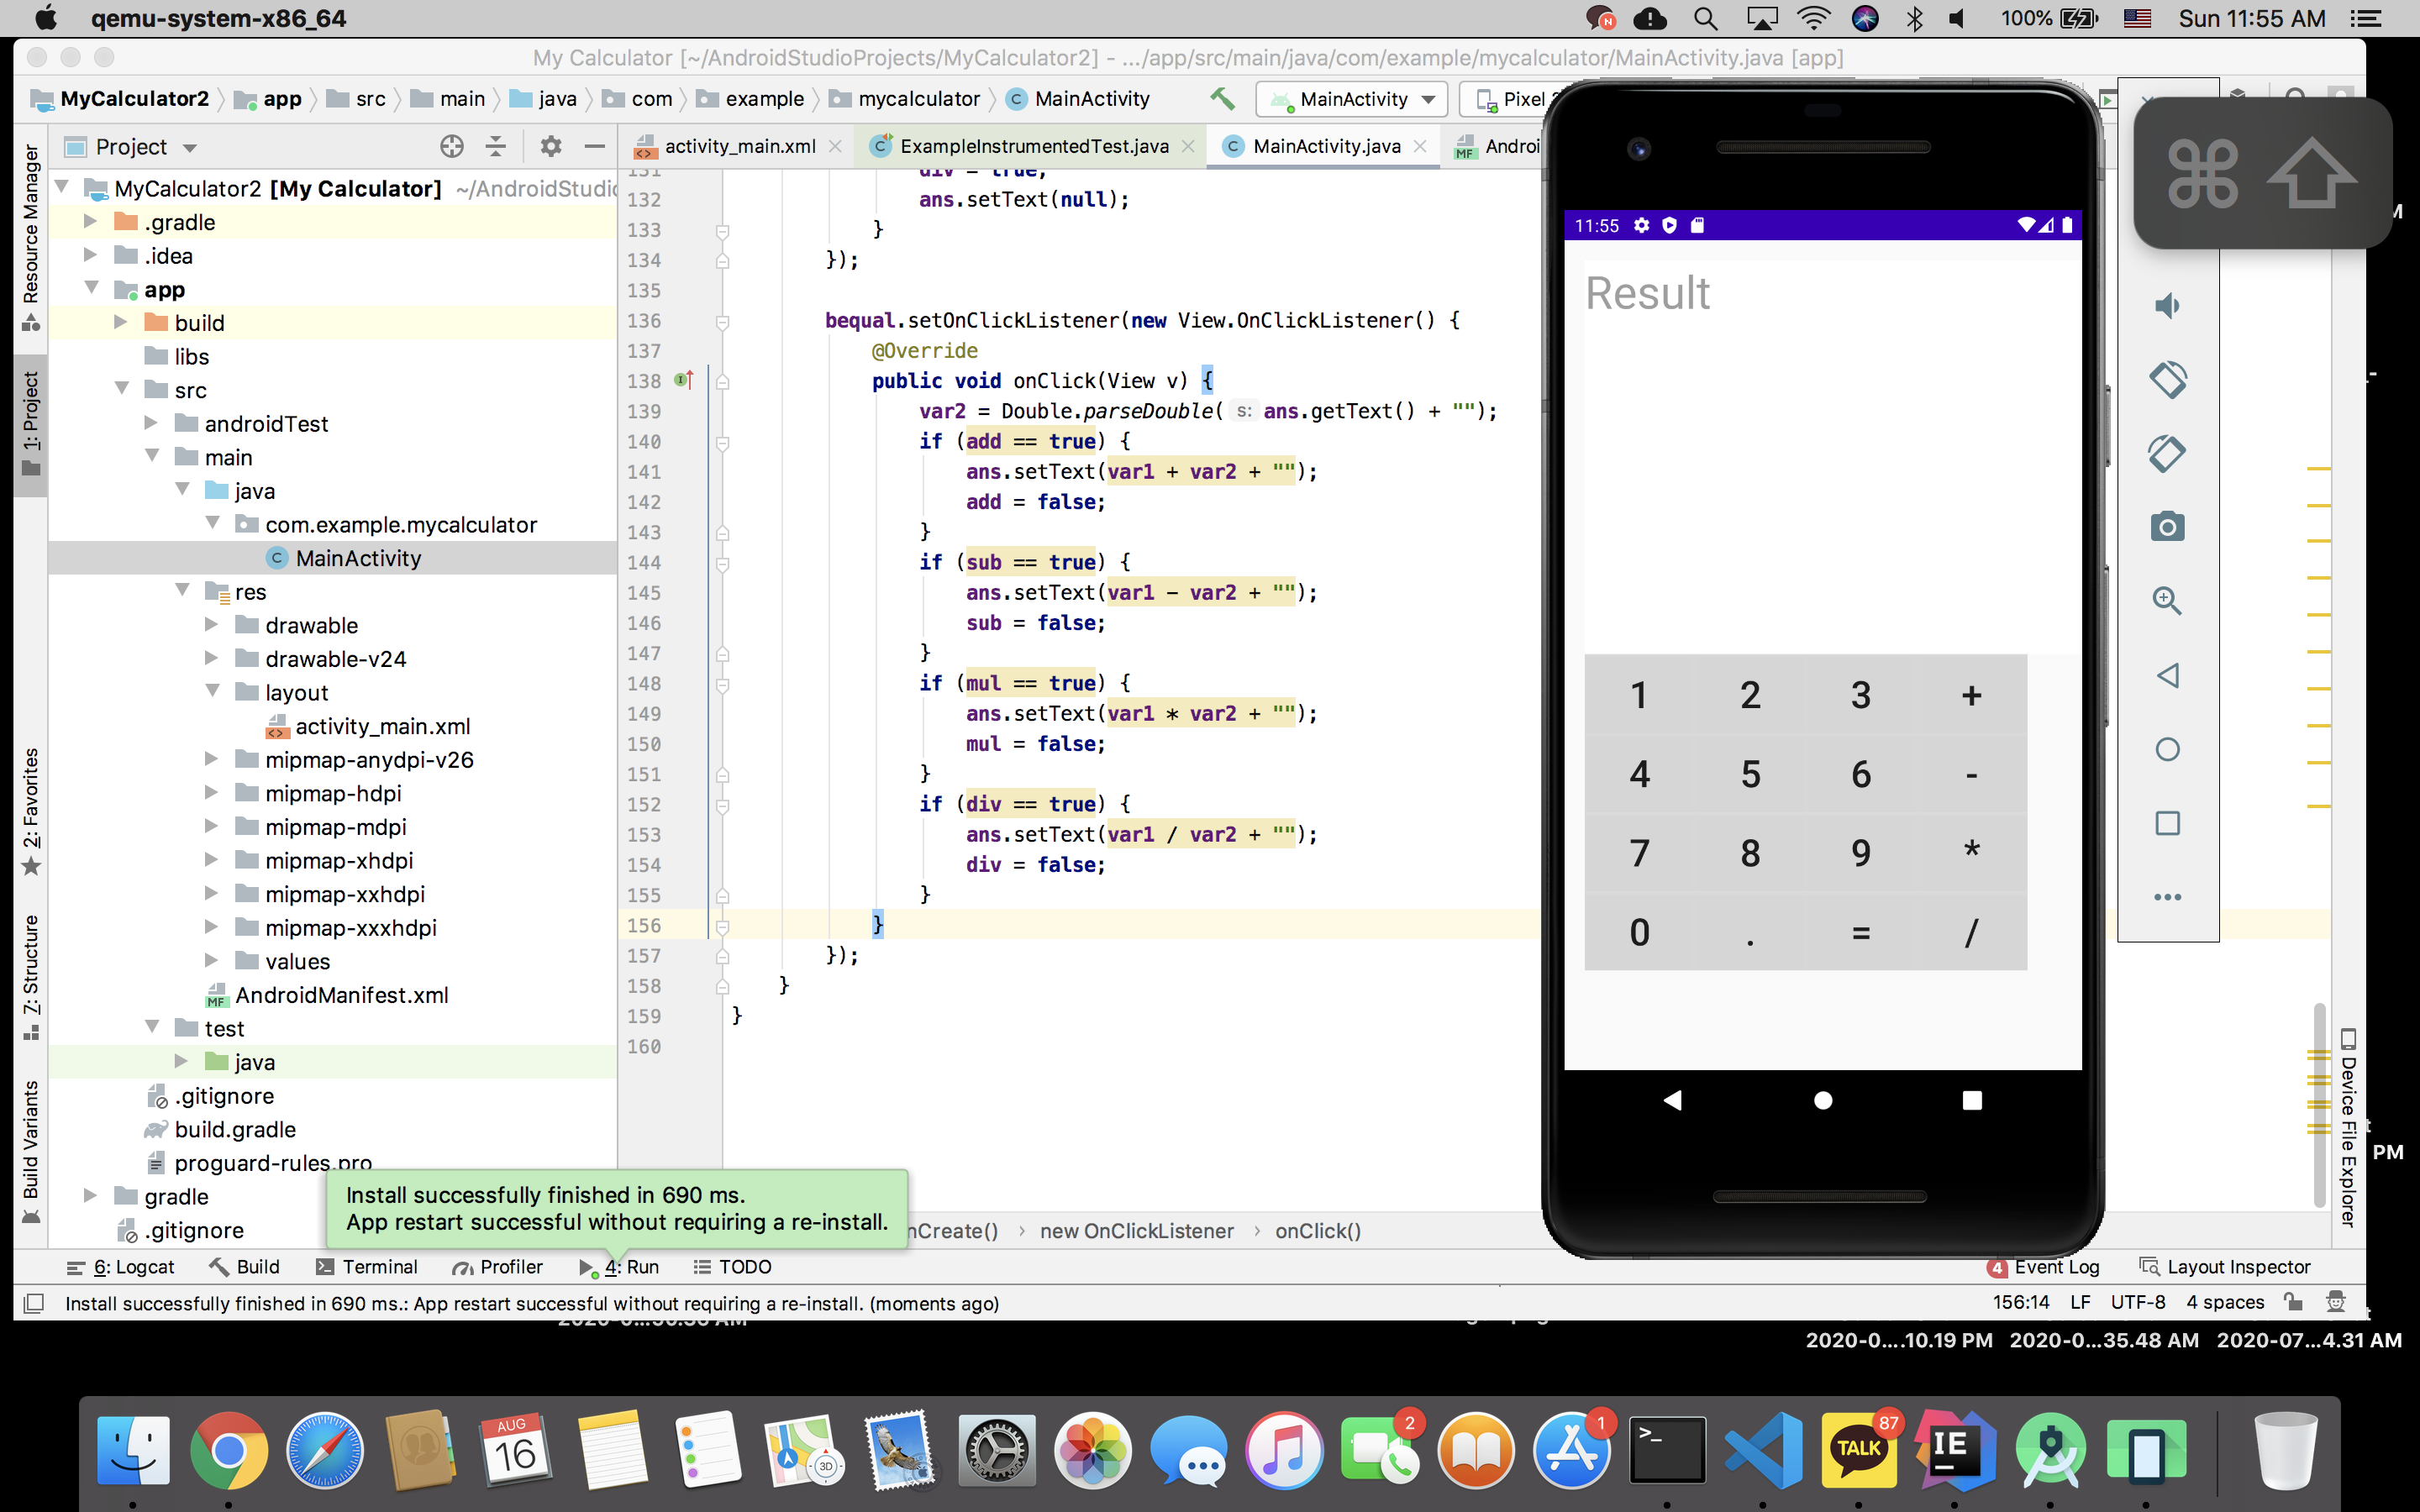 qemu-system-x86_64
100%
Sun 11:55 AM
My Calculator [~/AndroidStudioProjects/MyCalculator2] - .../app/src/main/java/com/example/mycalculator/MainActivity.java [app]
MyCalculator2 app src main java com example mycalculator MainActivity
MainActivity
Pixel
Project
activity_main.xml
ExampleInstrumentedTest.java
MainActivity.java
Resource Manager
1: Project
2: Favorites
7: Structure
Build Variants
MyCalculator2 [My Calculator] ~/AndroidStudio
.gradle
.idea
app
build
libs
src
androidTest
main
java
com.example.mycalculator
MainActivity
res
drawable
drawable-v24
layout
activity_main.xml
mipmap-anydpi-v26
mipmap-hdpi
mipmap-mdpi
mipmap-xhdpi
mipmap-xxhdpi
mipmap-xxxhdpi
values
AndroidManifest.xml
test
java
.gitignore
build.gradle
proguard-rules.pro
gradle
.gitignore
131 div = true;
132 ans.setText(null);
133 }
134 });
135
136 bequal.setOnClickListener(new View.OnClickListener() {
137 @Override
138 public void onClick(View v) {
139 var2 = Double.parseDouble( s: ans.getText() + "");
140 if (add == true) {
141 ans.setText(var1 + var2 + "");
142 add = false;
143 }
144 if (sub == true) {
145 ans.setText(var1 - var2 + "");
146 sub = false;
147 }
148 if (mul == true) {
149 ans.setText(var1 * var2 + "");
150 mul = false;
151 }
152 if (div == true) {
153 ans.setText(var1 / var2 + "");
154 div = false;
155 }
156 }
157 });
158 }
159 }
160
11:55
Result
1 2 3 +
4 5 6 -
7 8 9 *
0 . = /
Device File Explorer
PM
Install successfully finished in 690 ms.
App restart successful without requiring a re-install.
nCreate() › new OnClickListener › onClick()
6: Logcat
Build
Terminal
Profiler
4: Run
TODO
4 Event Log
Layout Inspector
Install successfully finished in 690 ms.: App restart successful without requiring a re-install. (moments ago)
156:14 LF UTF-8 4 spaces
2020-0....10.19 PM 2020-0...35.48 AM 2020-07...4.31 AM
AUG
16
3D
2
1
>_
TALK
87
IE